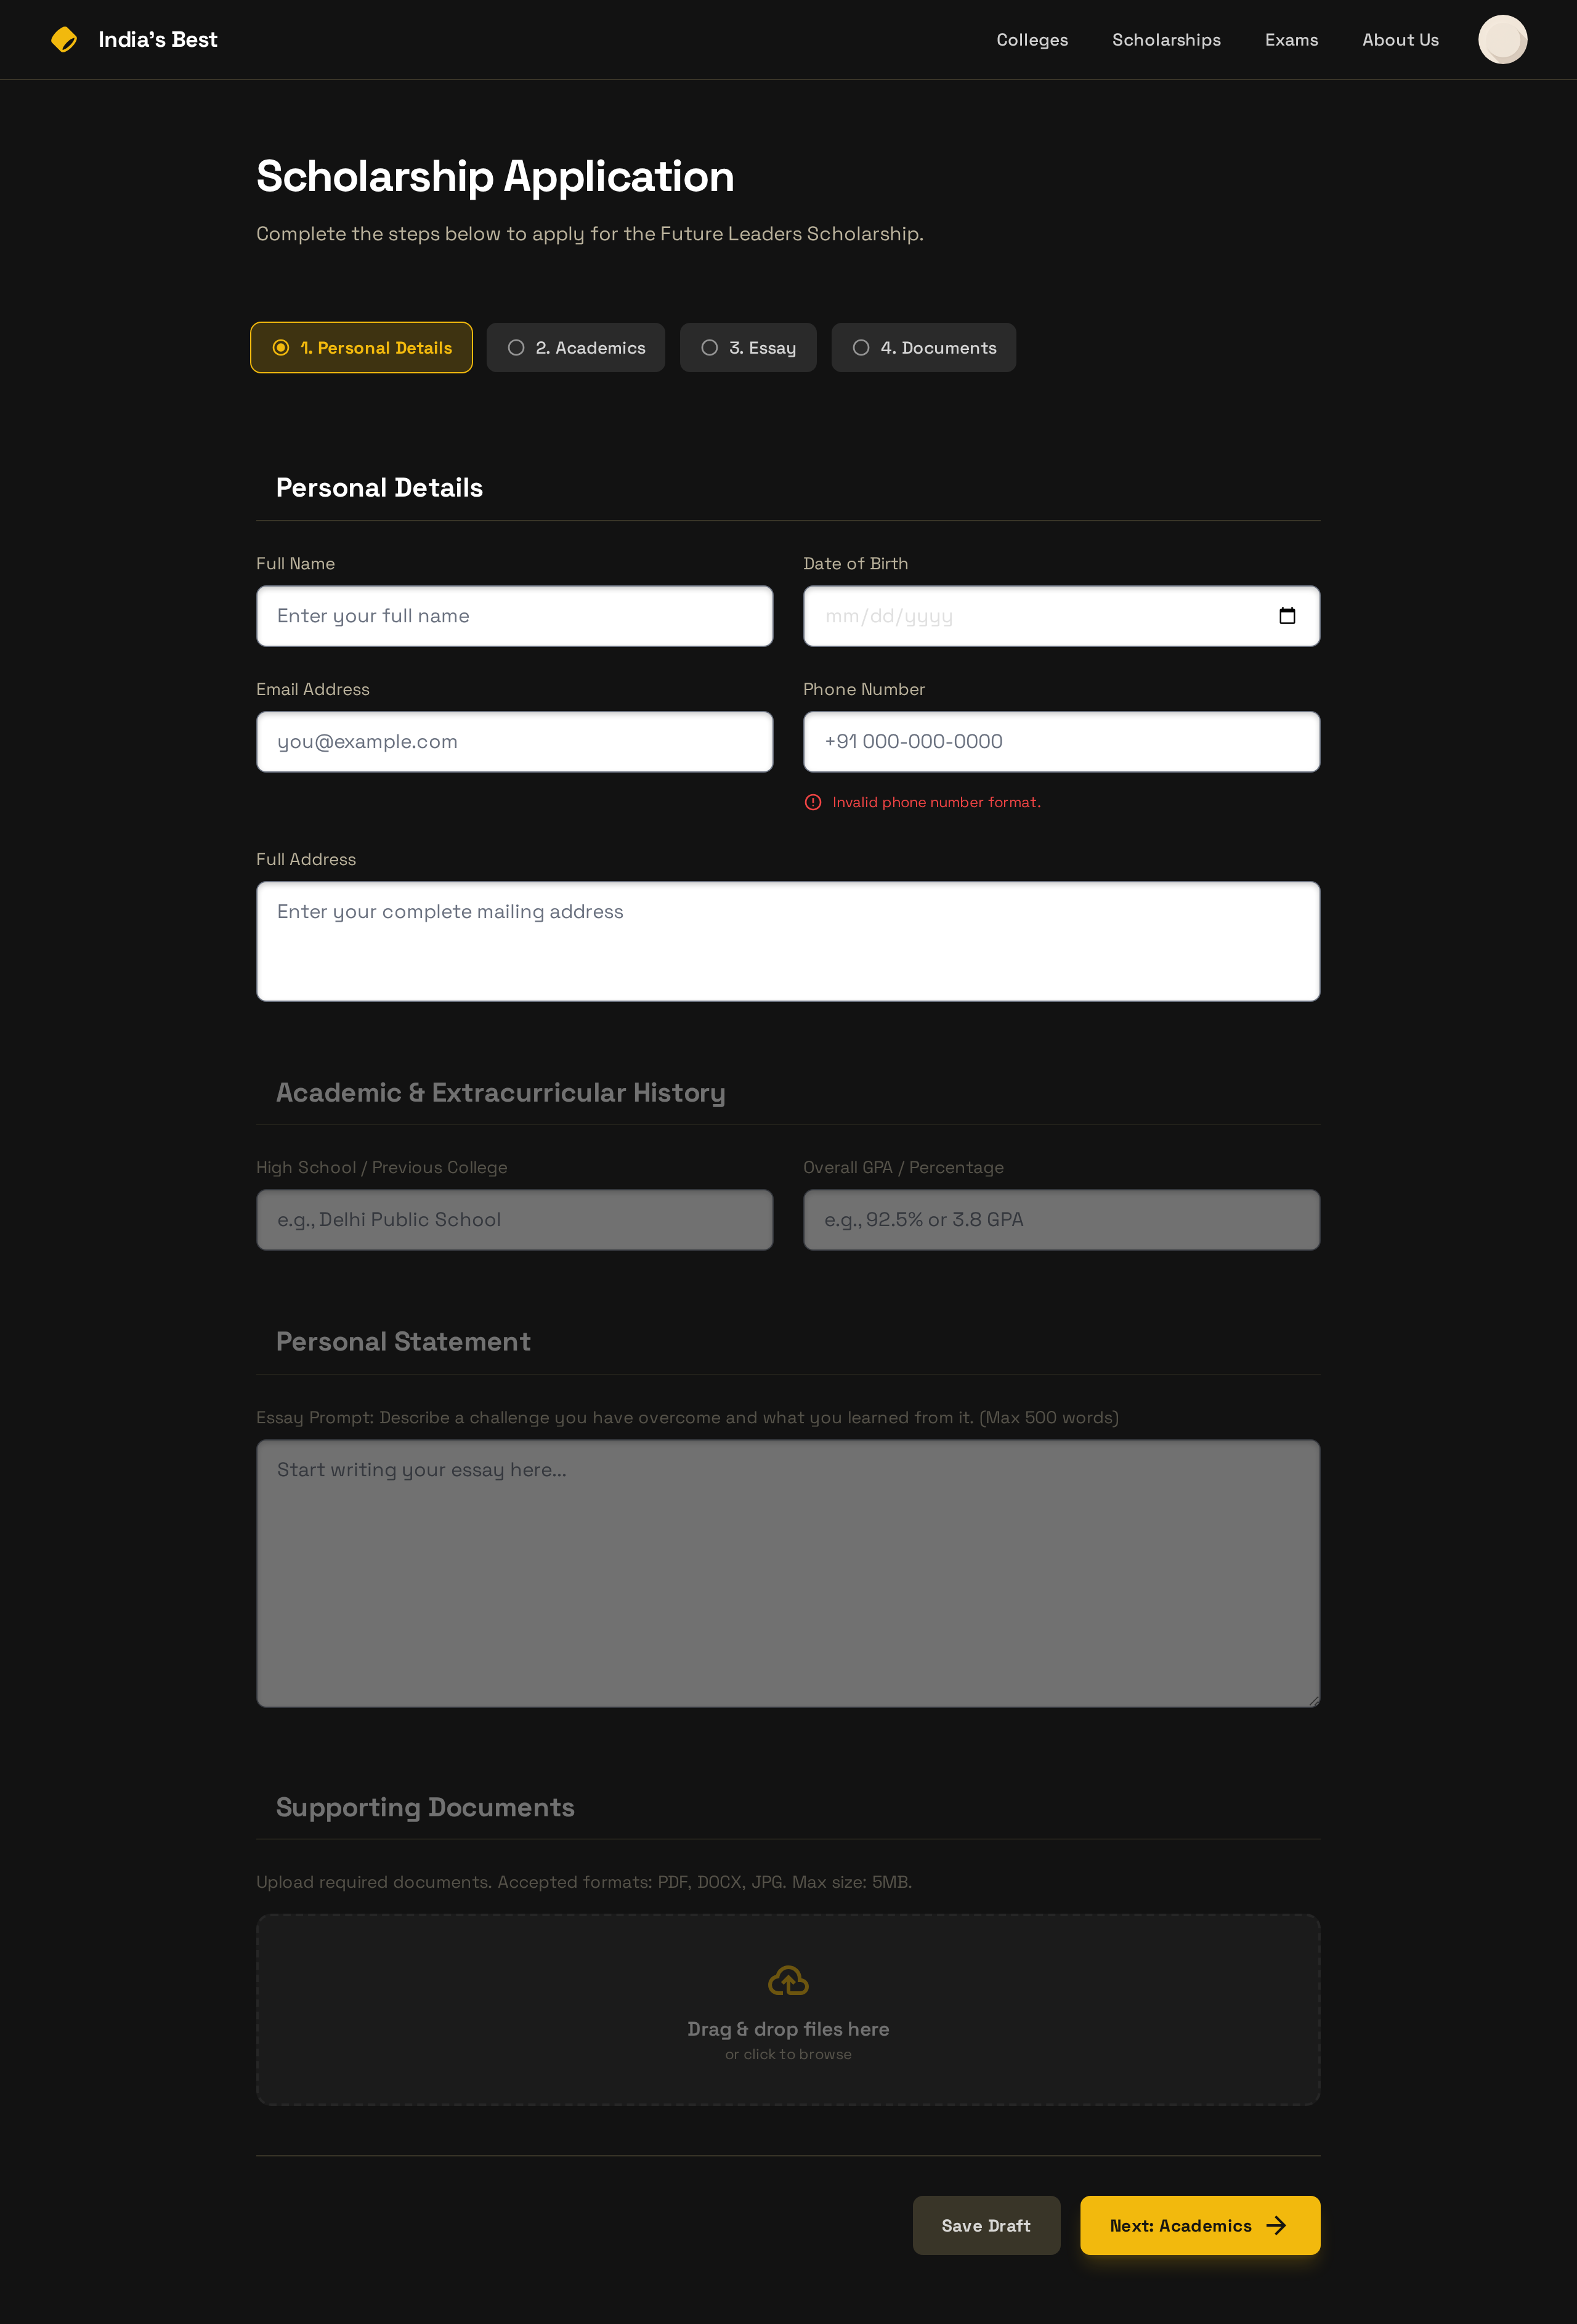 India's Best
Colleges
Scholarships
Exams
About Us
Scholarship Application
Complete the steps below to apply for the Future Leaders Scholarship.
1. Personal Details
2. Academics
3. Essay
4. Documents
Personal Details
Full Name
Date of Birth
Enter your full name
mm/dd/yyyy
Email Address
Phone Number
you@example.com
+91 000-000-0000
Invalid phone number format.
Full Address
Enter your complete mailing address
Academic & Extracurricular History
High School / Previous College
Overall GPA / Percentage
e.g., Delhi Public School
e.g., 92.5% or 3.8 GPA
Personal Statement
Essay Prompt: Describe a challenge you have overcome and what you learned from it. (Max 500 words)
Start writing your essay here...
Supporting Documents
Upload required documents. Accepted formats: PDF, DOCX, JPG. Max size: 5MB.
Drag & drop files here
or click to browse
Save Draft
Next: Academics